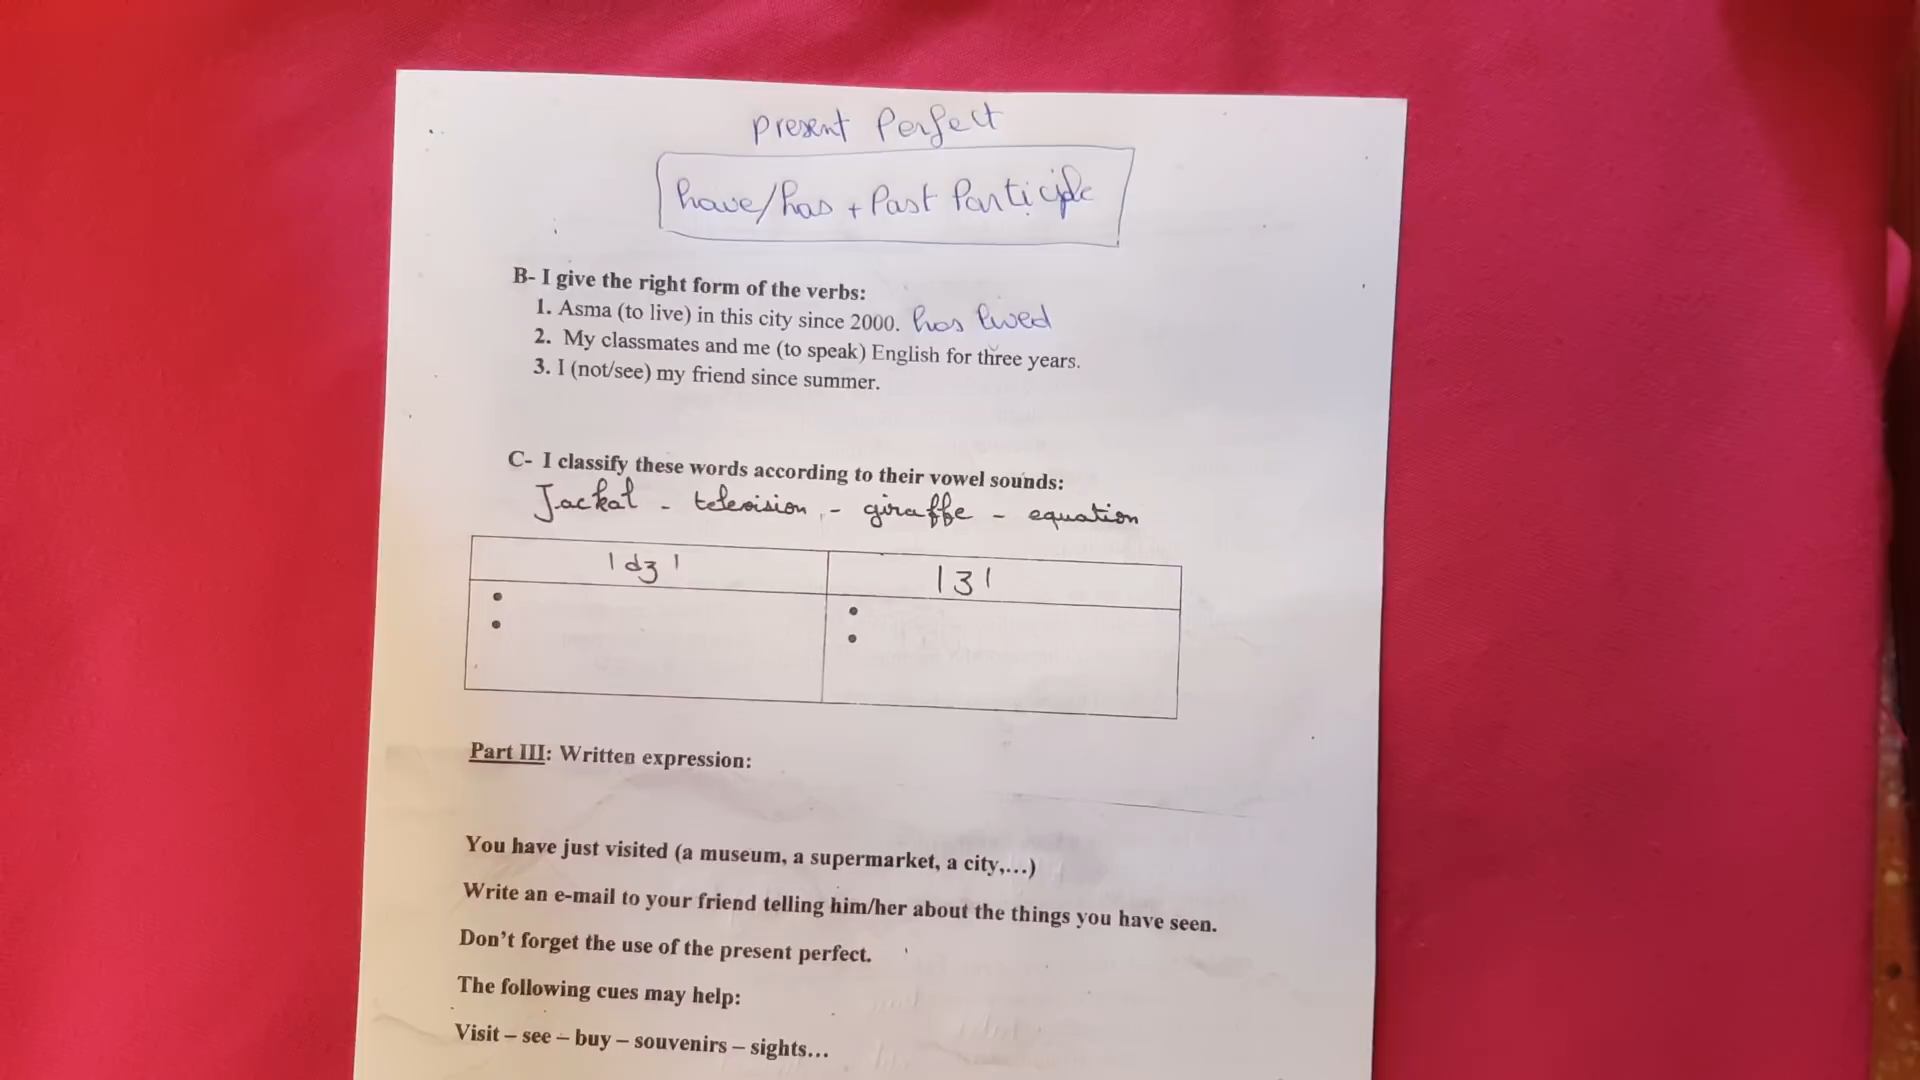 Present Perfect
have/has + Past Participle
B- I give the right form of the verbs:
1. Asma (to live) in this city since 2000. has lived
2. My classmates and me (to speak) English for three years.
3. I (not/see) my friend since summer.
C- I classify these words according to their vowel sounds:
Jackal - television - giraffe - equation
|dʒ| |ʒ|
Part III: Written expression:
You have just visited (a museum, a supermarket, a city,...)
Write an e-mail to your friend telling him/her about the things you have seen.
Don't forget the use of the present perfect.
The following cues may help:
Visit – see – buy – souvenirs – sights...